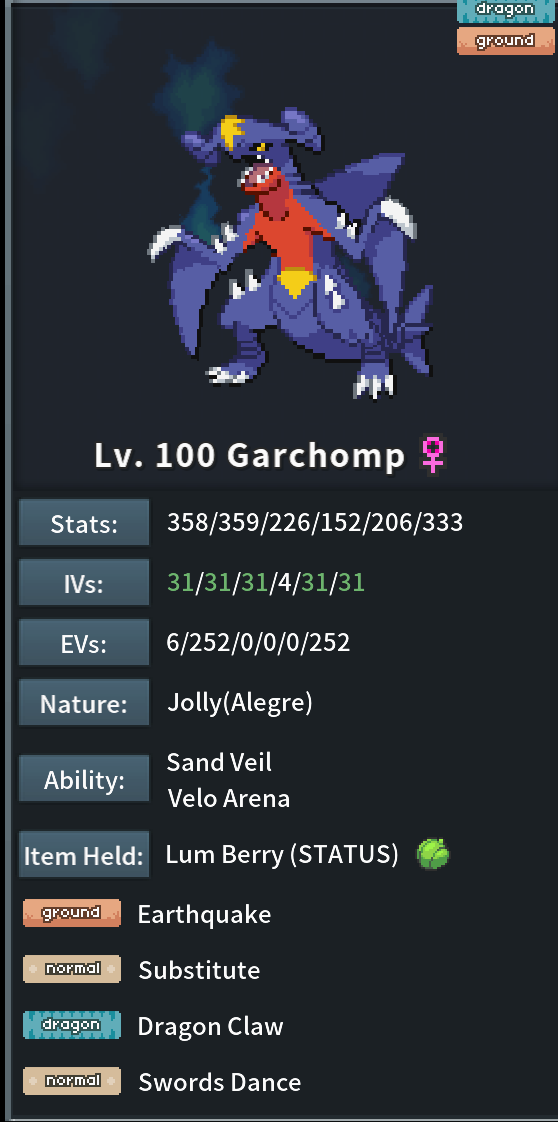 dragon
ground
Lv. 100 Garchomp ♀
Stats: 358/359/226/152/206/333
IVs: 31/31/31/4/31/31
EVs: 6/252/0/0/0/252
Nature: Jolly(Alegre)
Ability: Sand Veil
Velo Arena
Item Held: Lum Berry (STATUS)
ground Earthquake
normal Substitute
dragon Dragon Claw
normal Swords Dance